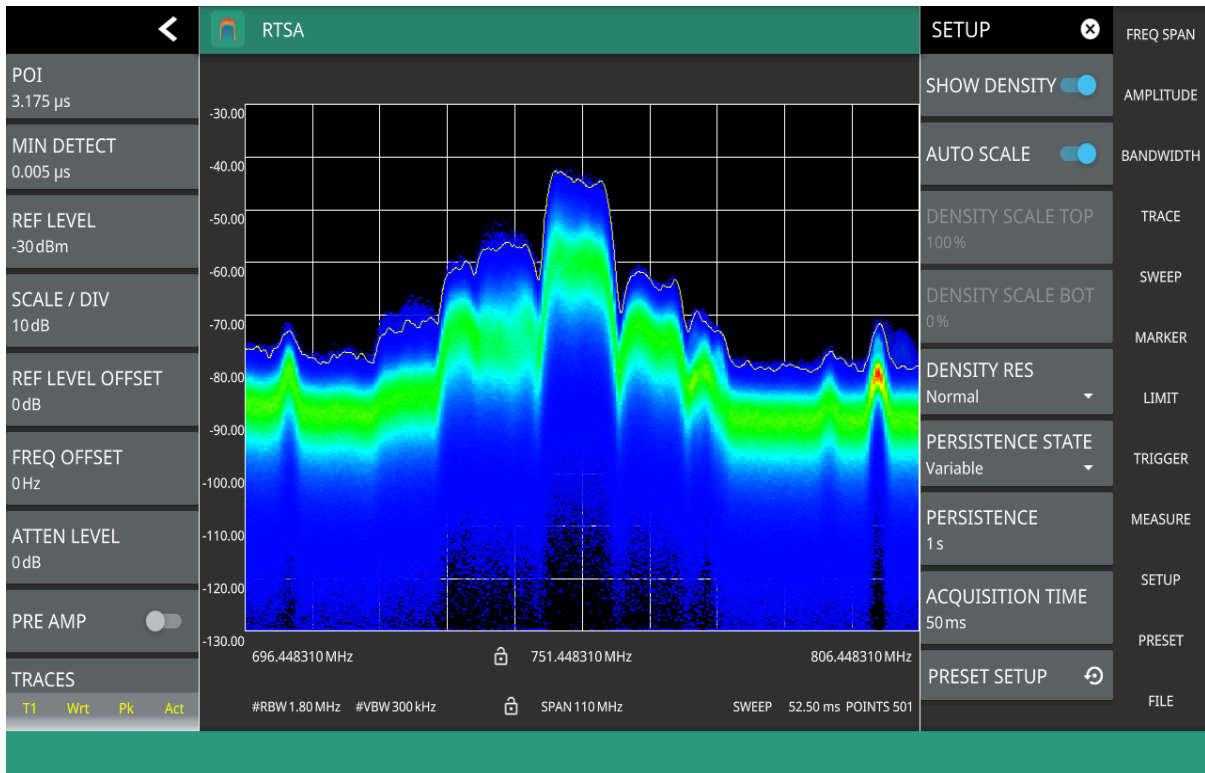 RTSA
POI
3.175 µs
MIN DETECT
0.005 µs
REF LEVEL
-30 dBm
SCALE / DIV
10 dB
REF LEVEL OFFSET
0 dB
FREQ OFFSET
0 Hz
ATTEN LEVEL
0 dB
PRE AMP
TRACES
T1 Wrt Pk Act
-30.00
-40.00
-50.00
-60.00
-70.00
-80.00
-90.00
-100.00
-110.00
-120.00
-130.00
696.448310 MHz 751.448310 MHz 806.448310 MHz
#RBW 1.80 MHz #VBW 300 kHz SPAN 110 MHz SWEEP 52.50 ms POINTS 501
SETUP
SHOW DENSITY
AUTO SCALE
DENSITY SCALE TOP
100 %
DENSITY SCALE BOT
0 %
DENSITY RES
Normal
PERSISTENCE STATE
Variable
PERSISTENCE
1 s
ACQUISITION TIME
50 ms
PRESET SETUP
FREQ SPAN
AMPLITUDE
BANDWIDTH
TRACE
SWEEP
MARKER
LIMIT
TRIGGER
MEASURE
SETUP
PRESET
FILE